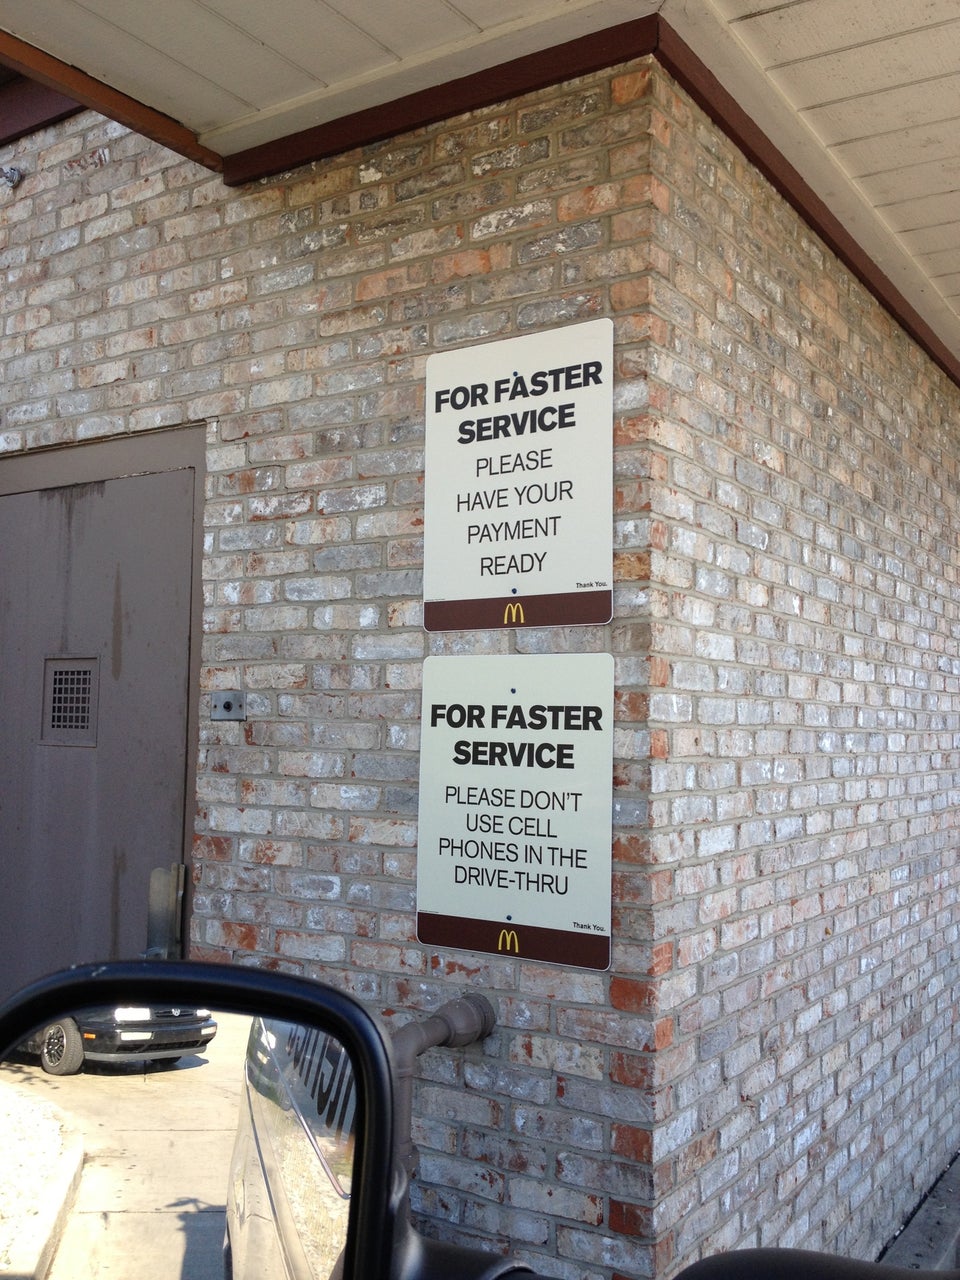 FOR FASTER
SERVICE
PLEASE
HAVE YOUR
PAYMENT
READY
Thank You.
FOR FASTER
SERVICE
PLEASE DON'T
USE CELL
PHONES IN THE
DRIVE-THRU
Thank You.